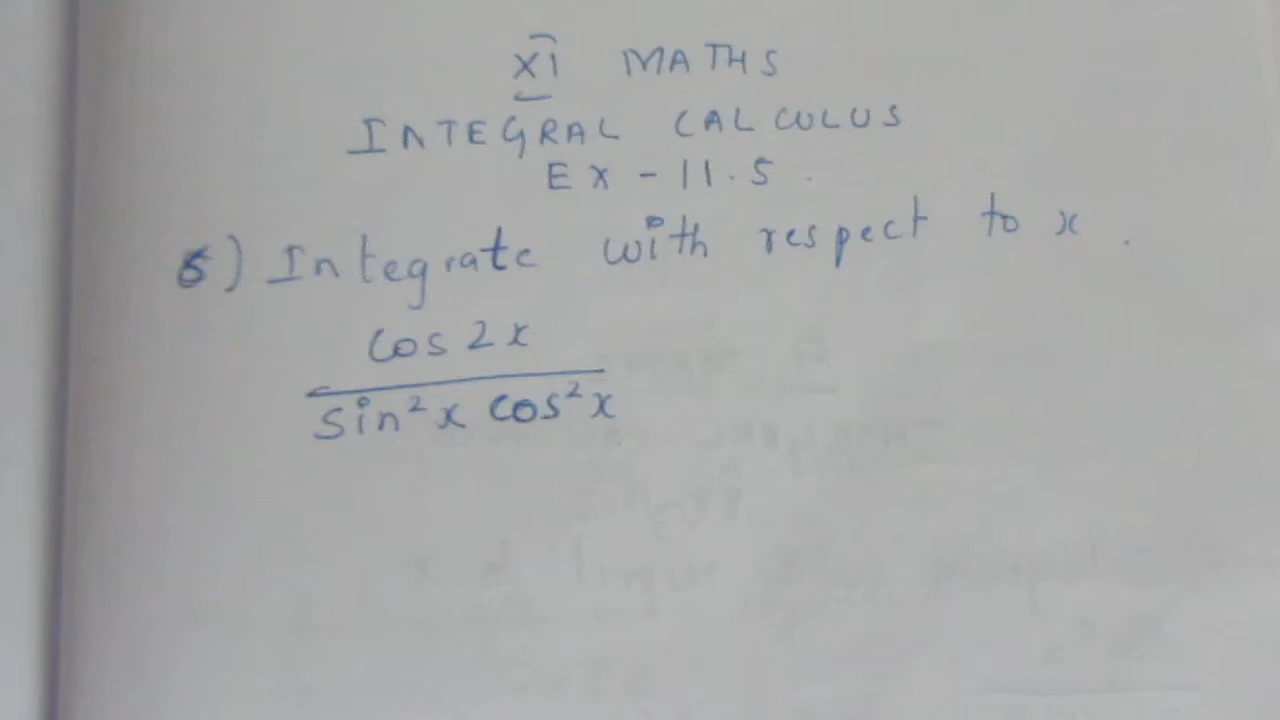 XI MATHS
INTEGRAL CALCULUS
EX - 11.5.
5) Integrate with respect to x.
cos 2x
sin²x cos²x